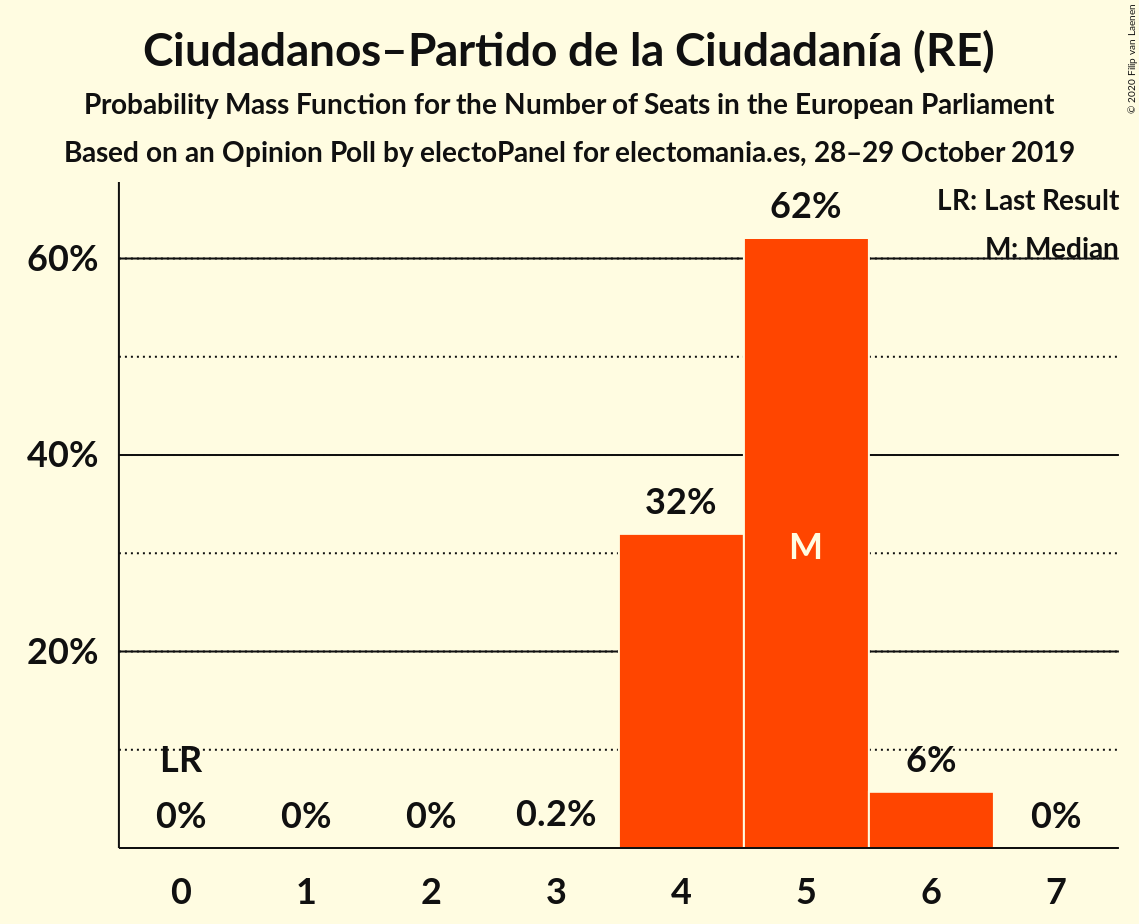 Ciudadanos–Partido de la Ciudadanía (RE)
Probability Mass Function for the Number of Seats in the European Parliament
Based on an Opinion Poll by electoPanel for electomania.es, 28–29 October 2019
© 2020 Filip van Laenen
LR: Last Result
M: Median
60%
40%
20%
62%
32%
M
LR
6%
0%
0%
0%
0.2%
0%
0 1 2 3 4 5 6 7